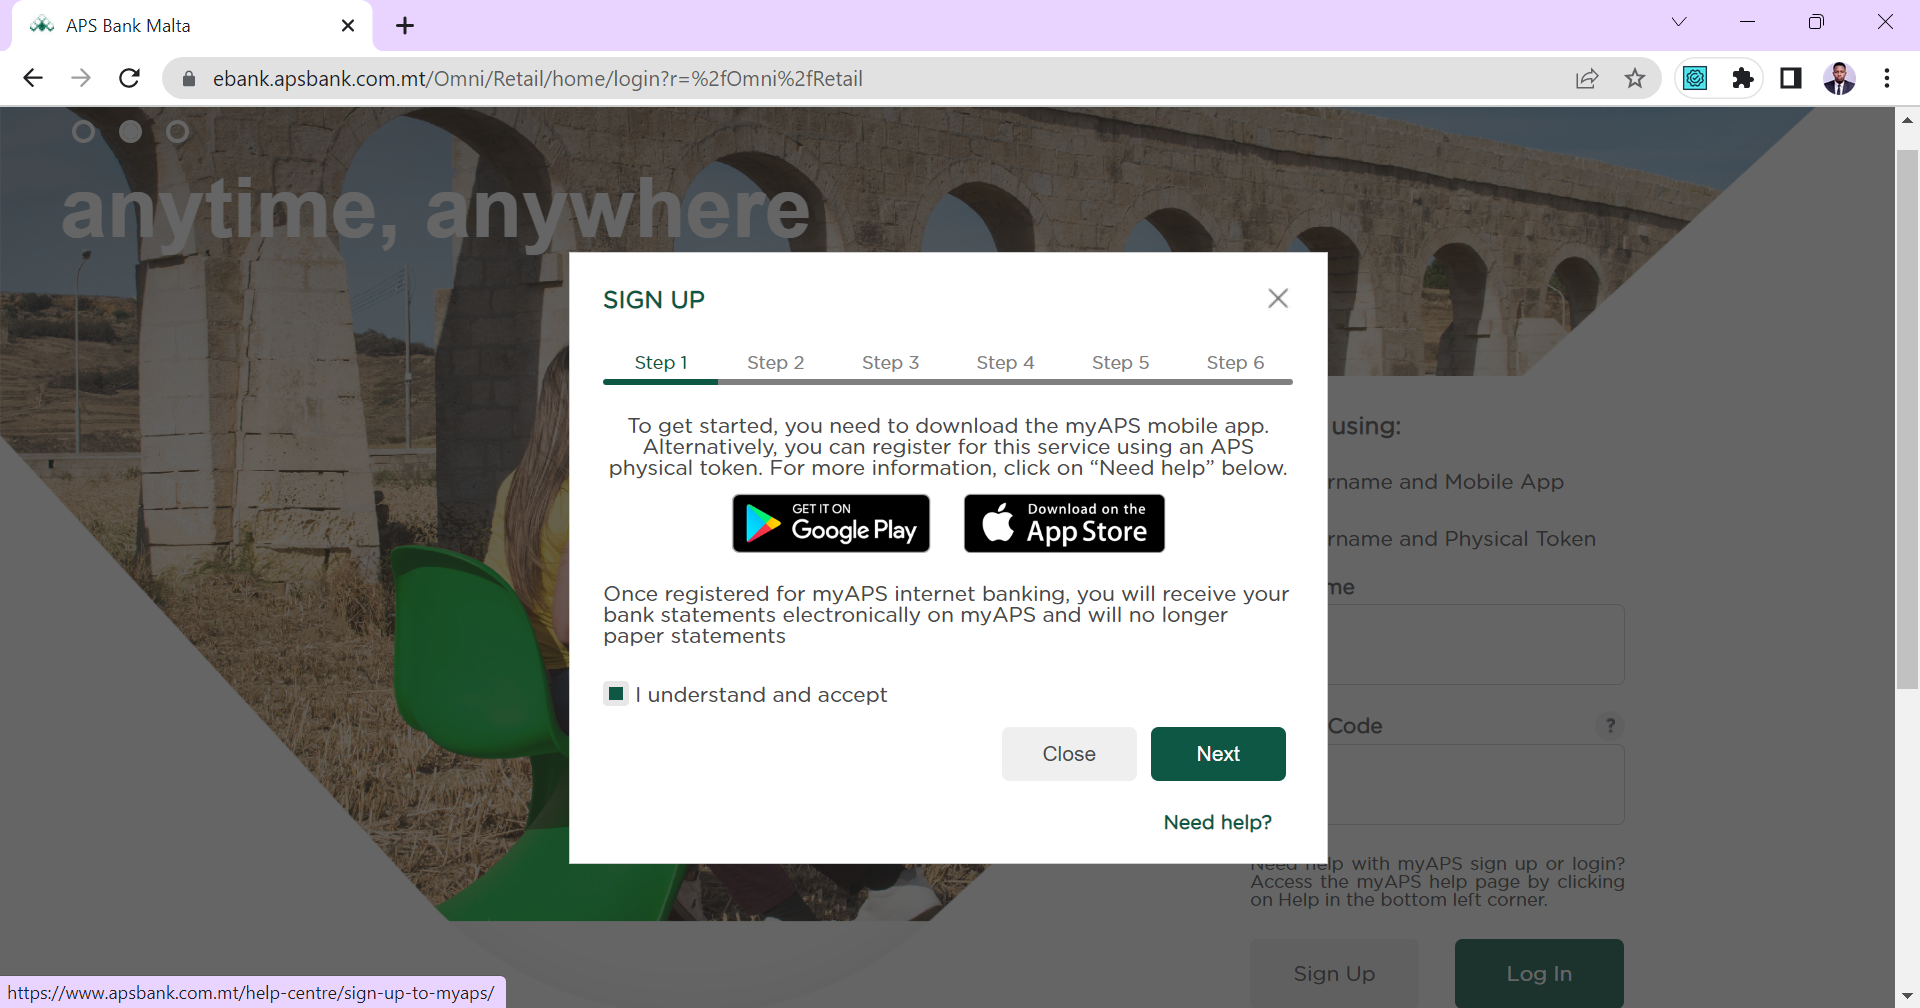 APS Bank Malta
ebank.apsbank.com.mt/Omni/Retail/home/login?r=%2fOmni%2fRetail
anytime, anywhere
SIGN UP
Step 1 Step 2 Step 3 Step 4 Step 5 Step 6
To get started, you need to download the myAPS mobile app.
Alternatively, you can register for this service using an APS
physical token. For more information, click on “Need help” below.
GET IT ON
Google Play
Download on the
App Store
Once registered for myAPS internet banking, you will receive your
bank statements electronically on myAPS and will no longer
paper statements
I understand and accept
Close
Next
Need help?
using:
and Mobile App
and Physical Token
Code
?
Need help with myAPS sign up or login?
Access the myAPS help page by clicking
on Help in the bottom left corner.
Sign Up
Log In
https://www.apsbank.com.mt/help-centre/sign-up-to-myaps/